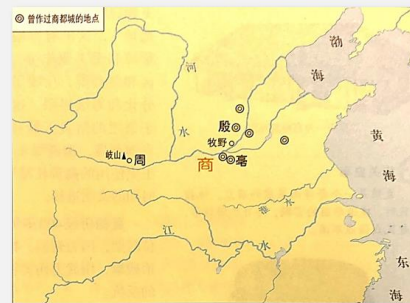 曾作过商都城的地点
渤
海
河
水
殷
牧野
岐山
周
商
亳
黄
海
淮
水
江
水
东
海